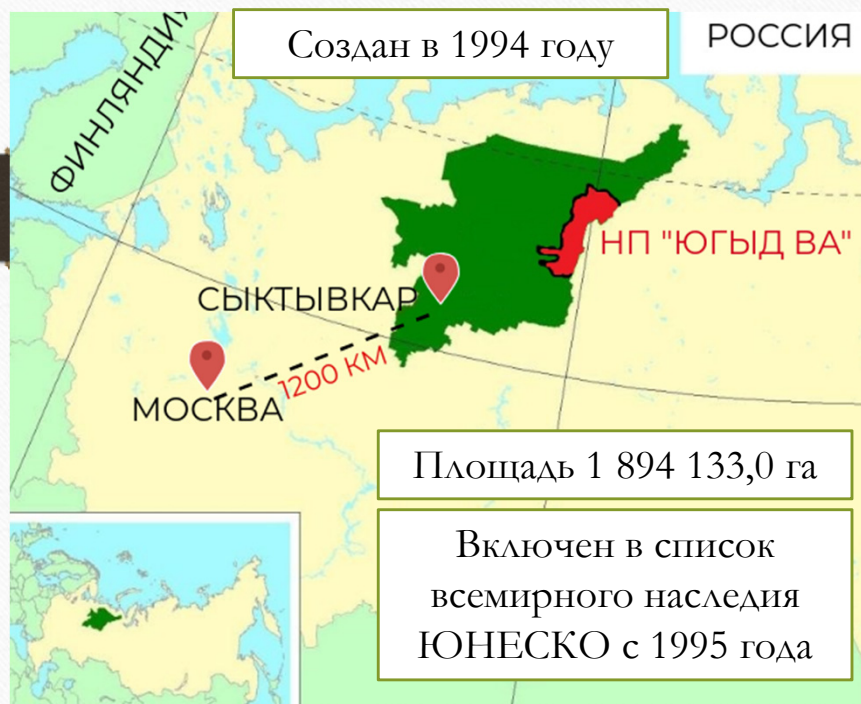 Создан в 1994 году
РОССИЯ
ФИНЛЯНДИЯ
НП "ЮГЫД ВА"
СЫКТЫВКАР
1200 КМ
МОСКВА
Площадь 1 894 133,0 га
Включен в список
всемирного наследия
ЮНЕСКО с 1995 года